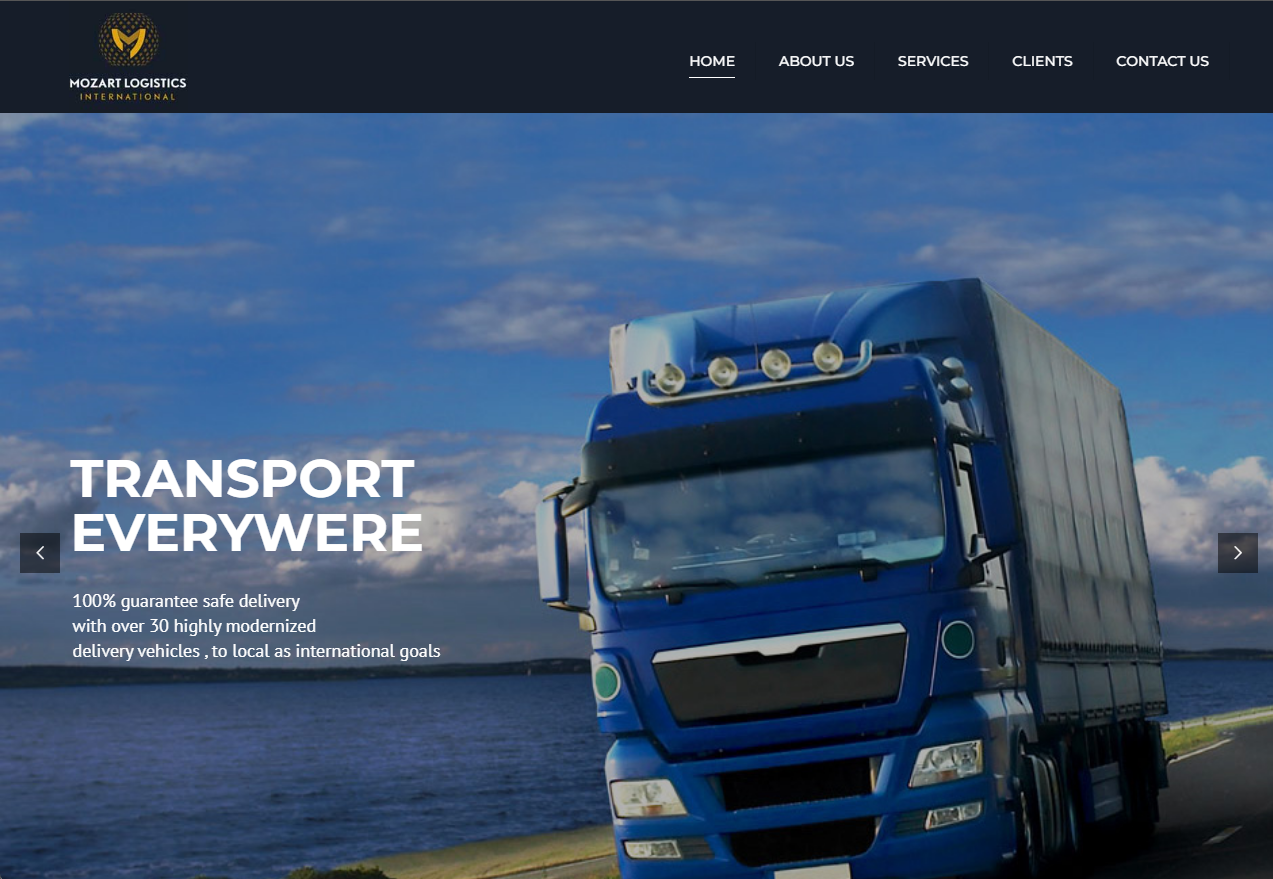 MOZART LOGISTICS
INTERNATIONAL
HOME ABOUT US SERVICES CLIENTS CONTACT US
TRANSPORT
EVERYWERE
100% guarantee safe delivery
with over 30 highly modernized
delivery vehicles , to local as international goals